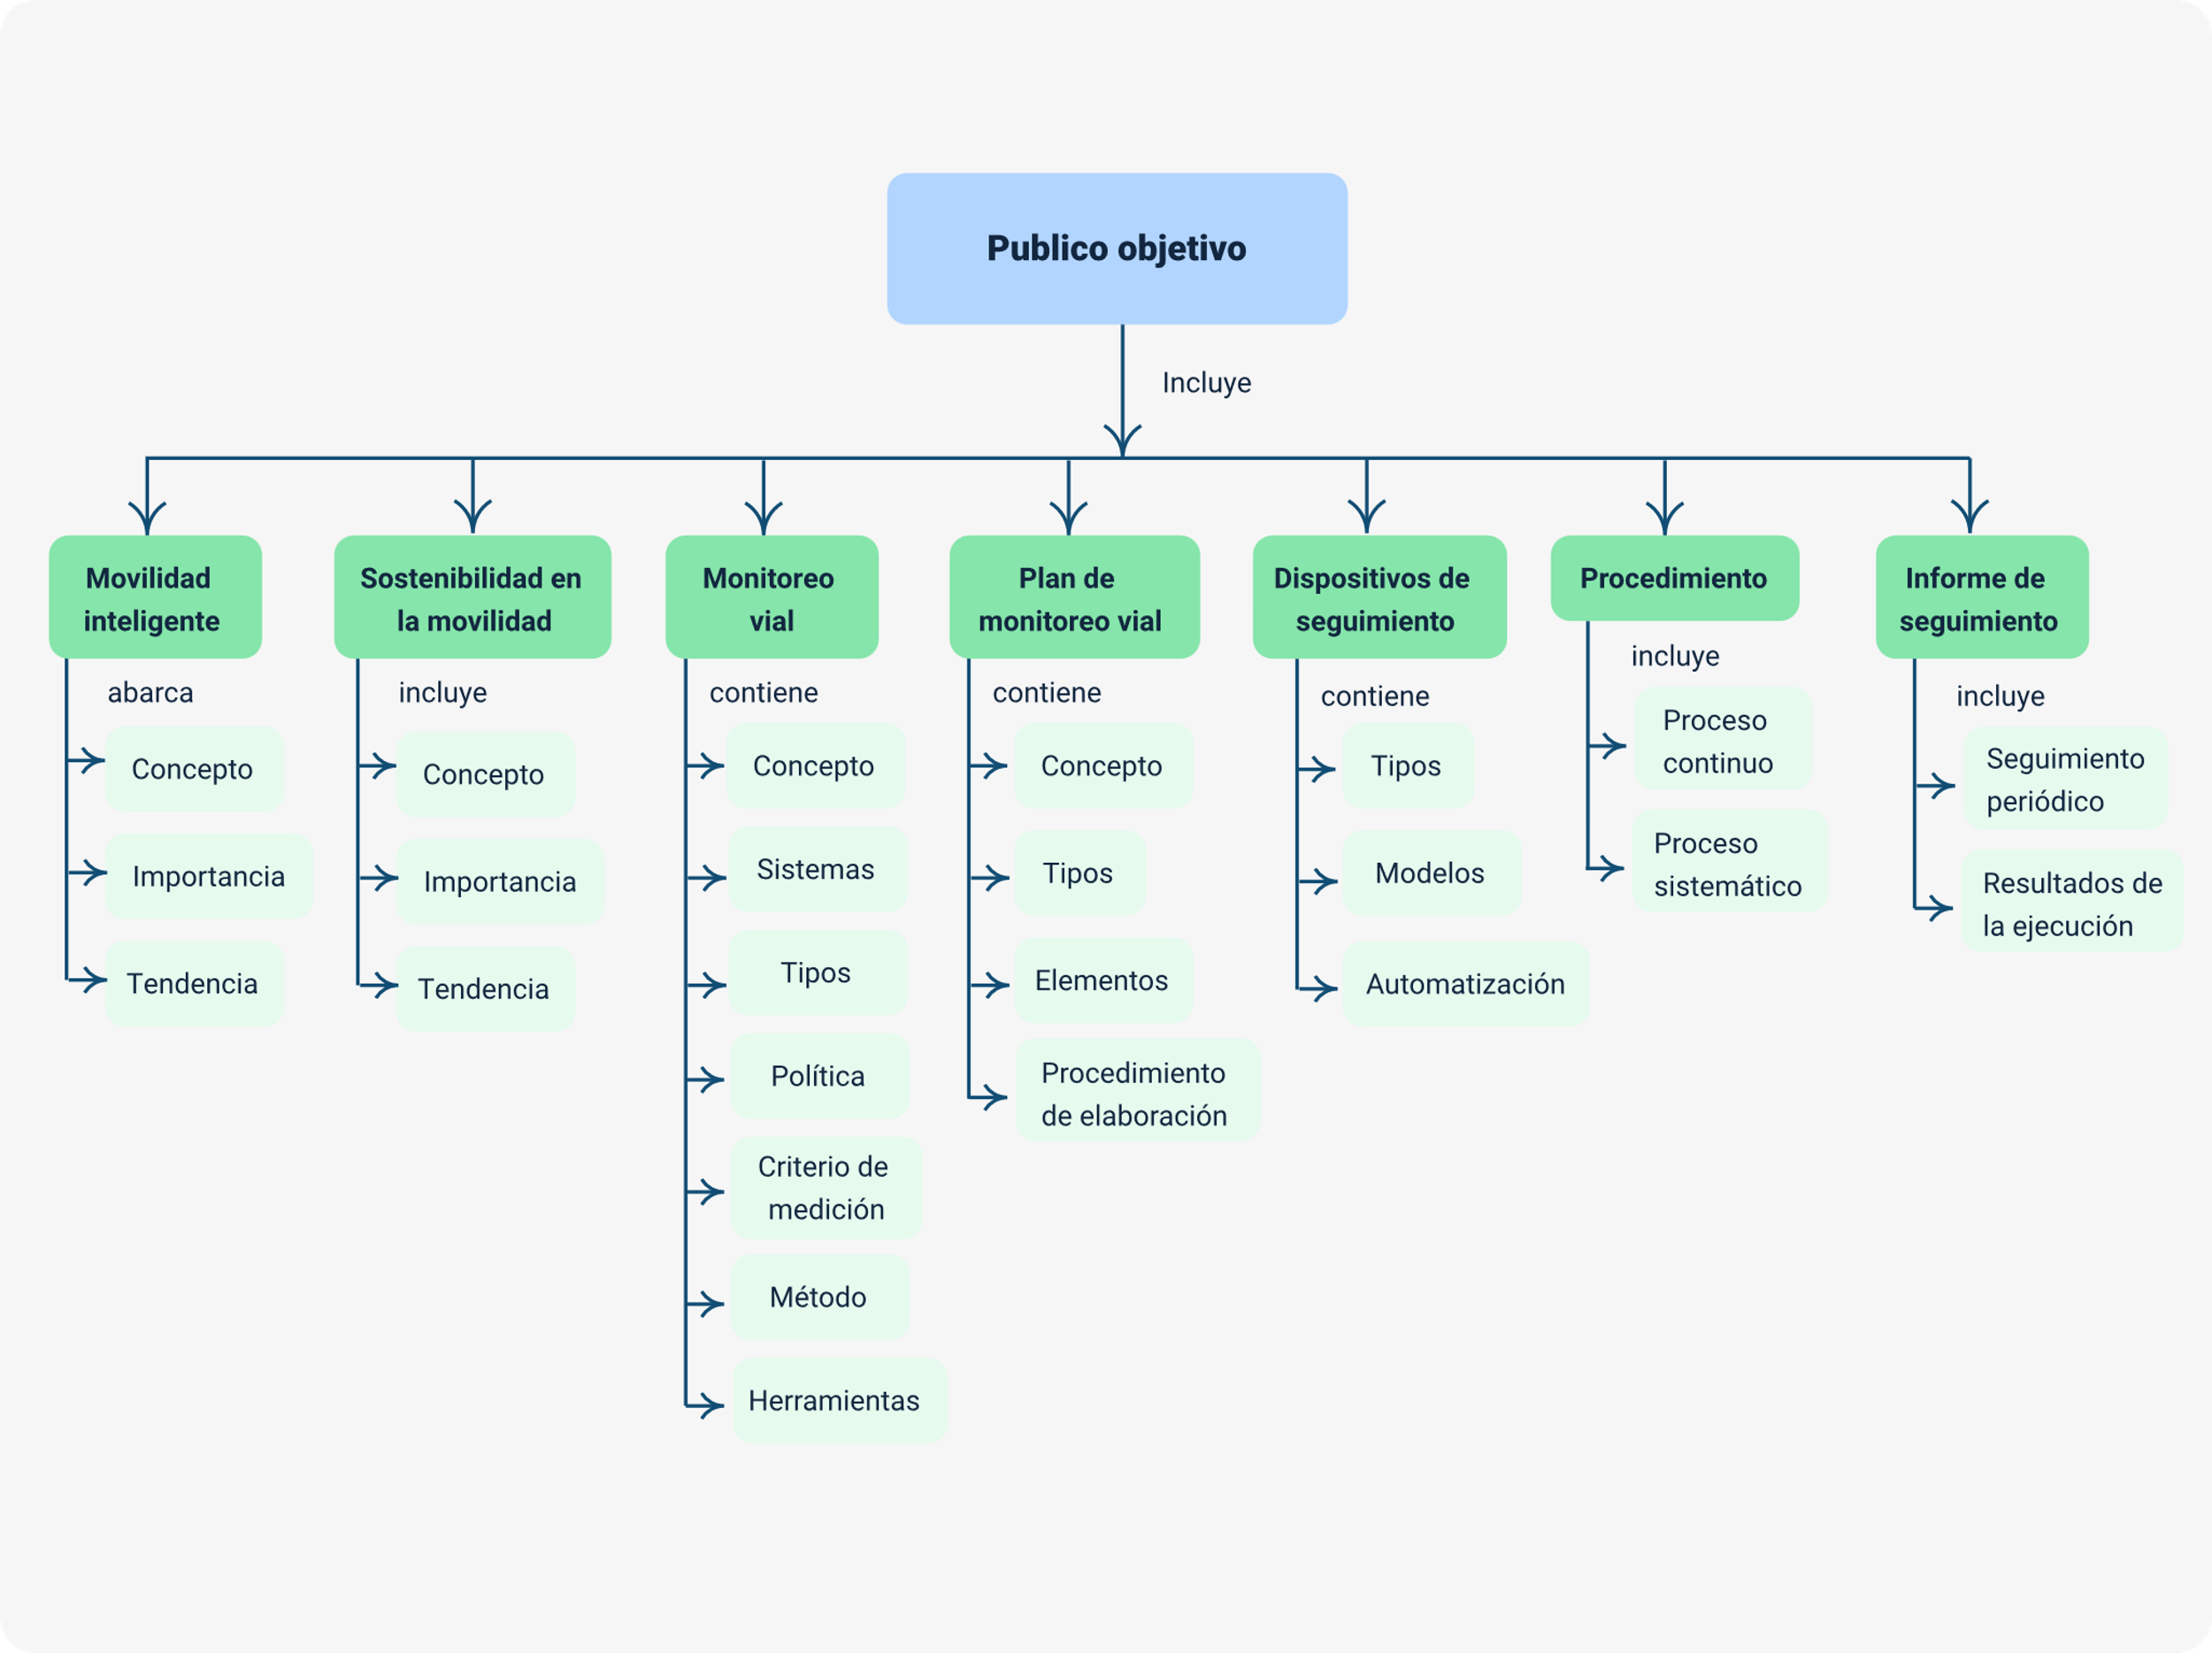 Publico objetivo
Incluye
Movilidad
inteligente
abarca
Concepto
Importancia
Tendencia
Sostenibilidad en
la movilidad
incluye
Concepto
Importancia
Tendencia
Monitoreo
vial
contiene
Concepto
Sistemas
Tipos
Política
Criterio de
medición
Método
Herramientas
Plan de
monitoreo vial
contiene
Concepto
Tipos
Elementos
Procedimiento
de elaboración
Dispositivos de
seguimiento
contiene
Tipos
Modelos
Automatización
Procedimiento
incluye
Proceso
continuo
Proceso
sistemático
Informe de
seguimiento
incluye
Seguimiento
periódico
Resultados de
la ejecución